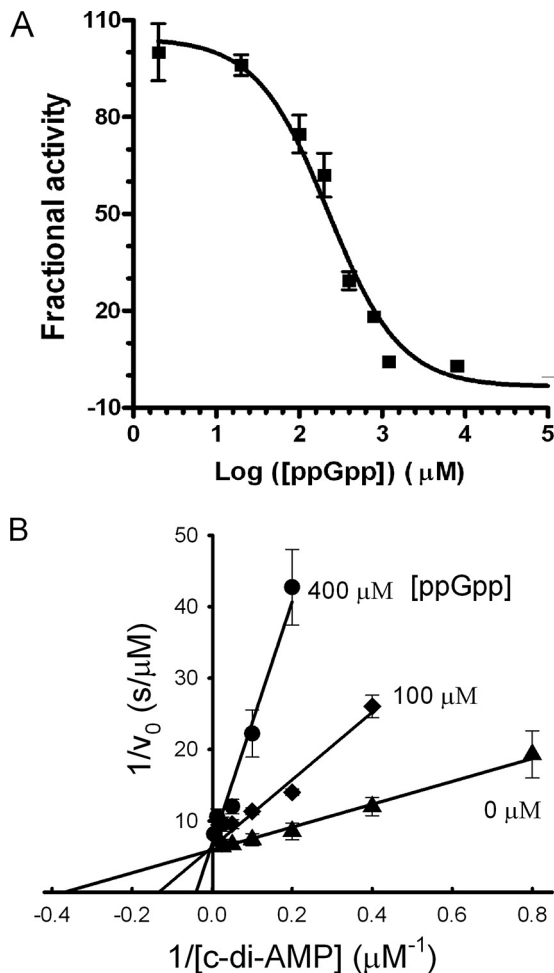 A
Fractional activity
110
80
50
20
-10
0 1 2 3 4 5
Log ([ppGpp]) ( μM)
B
1/v0 (s/μM)
50
40
30
20
10
400 μM [ppGpp]
100 μM
0 μM
-0.4 -0.2 0.0 0.2 0.4 0.6 0.8
1/[c-di-AMP] (μM-1)